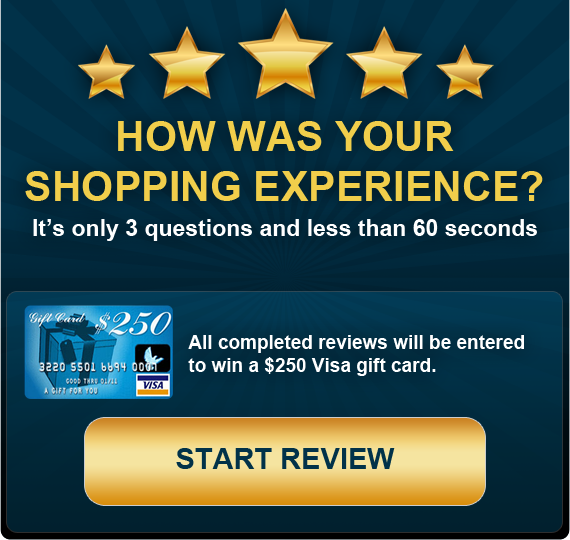 HOW WAS YOUR
SHOPPING EXPERIENCE?
It's only 3 questions and less than 60 seconds
Gift Card $250
3220 5501 6694 0001
GOOD THRU 01/11
A GIFT FOR YOU
VISA
All completed reviews will be entered
to win a $250 Visa gift card.
START REVIEW